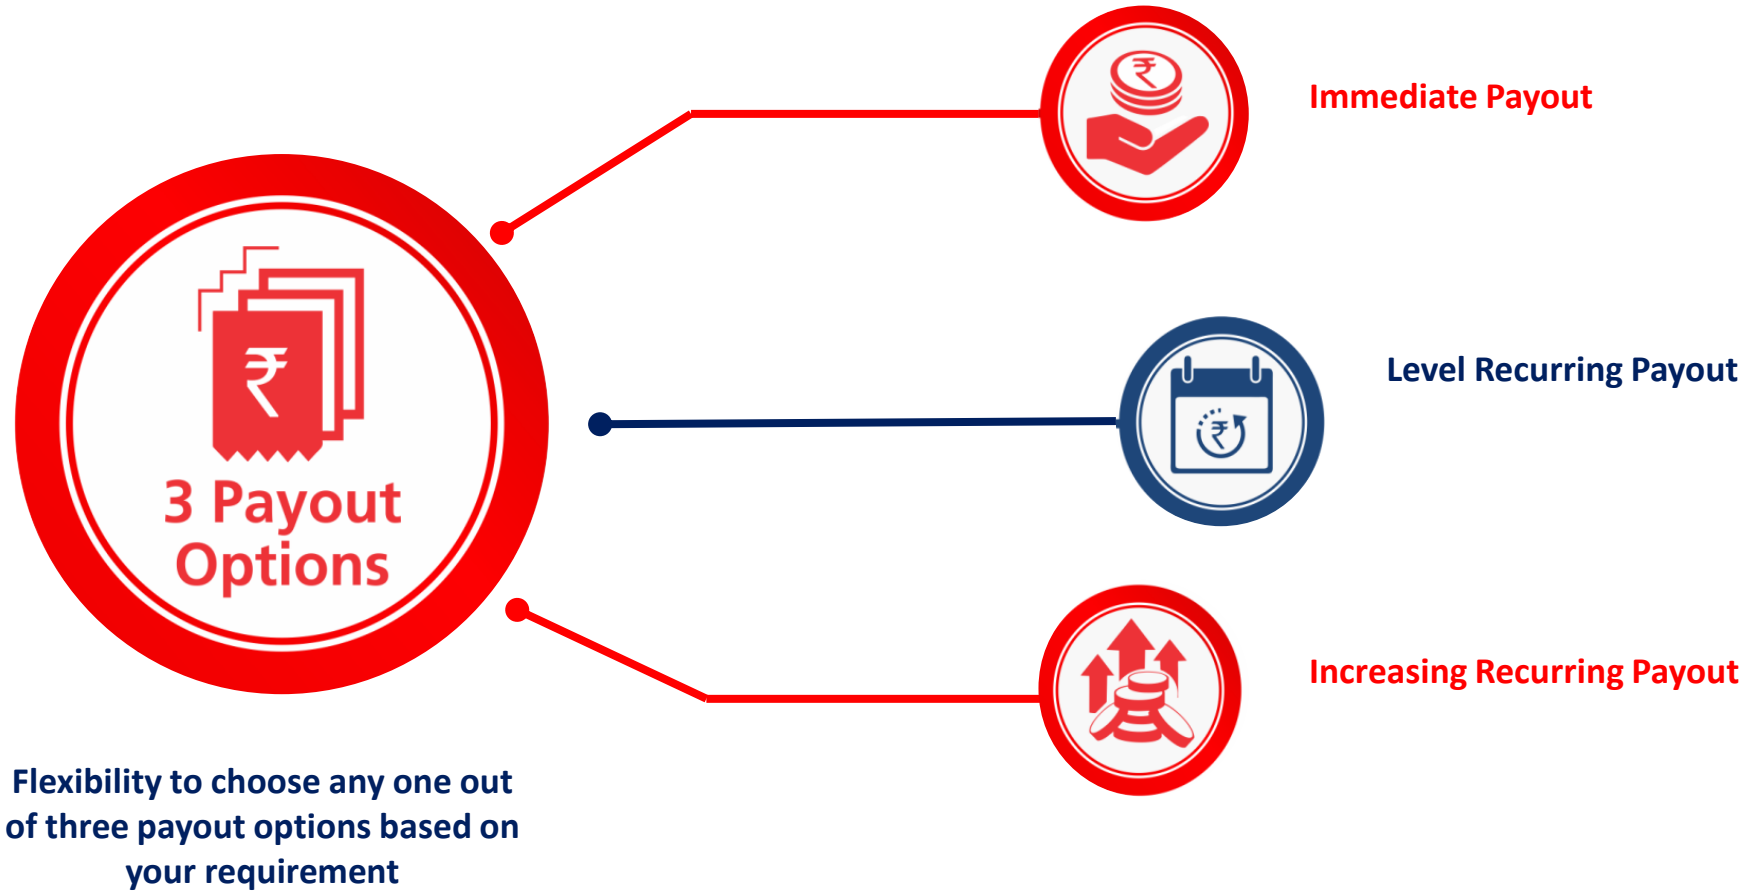 ₹
3 Payout
Options
Flexibility to choose any one out
of three payout options based on
your requirement
₹
Immediate Payout
₹
Level Recurring Payout
Increasing Recurring Payout